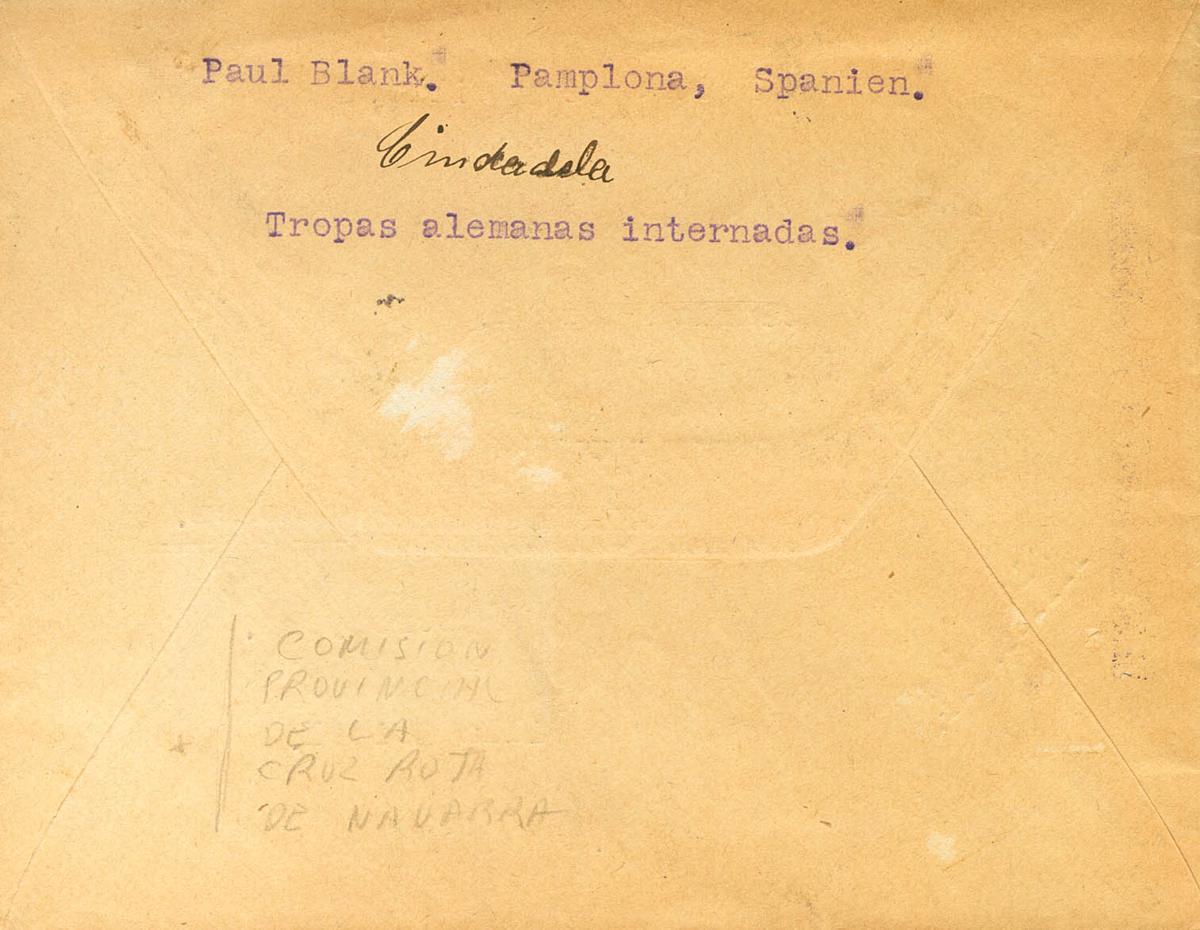 Paul Blank. Pamplona, Spanien.
Ciudadela
Tropas alemanas internadas.
COMISION
PROVINCIAL
DE LA
CRUZ ROJA
DE NAVARRA